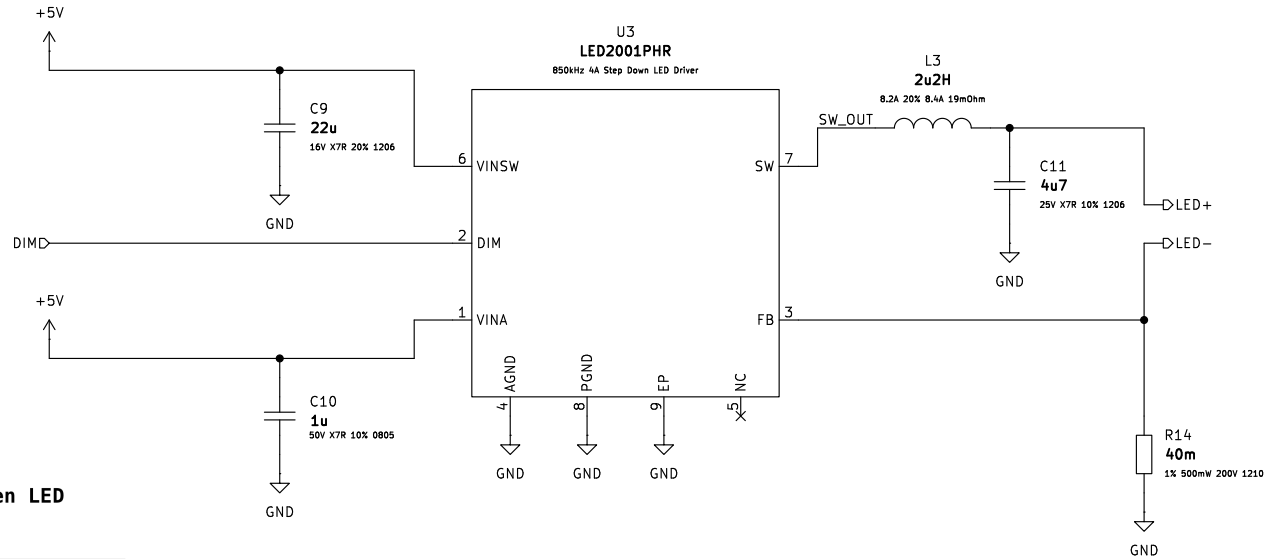 +5V
U3
LED2001PHR
850kHz 4A Step Down LED Driver
L3
2u2H
8.2A 20% 8.4A 19mOhm
C9
22u
16V X7R 20% 1206
SW_OUT
6
VINSW
SW
7
C11
4u7
25V X7R 10% 1206
LED+
GND
DIM
2
DIM
LED-
GND
+5V
1
VINA
FB
3
AGND
PGND
EP
NC
4
8
9
5
C10
1u
50V X7R 10% 0805
R14
40m
1% 500mW 200V 1210
GND
GND
GND
en LED
GND
GND